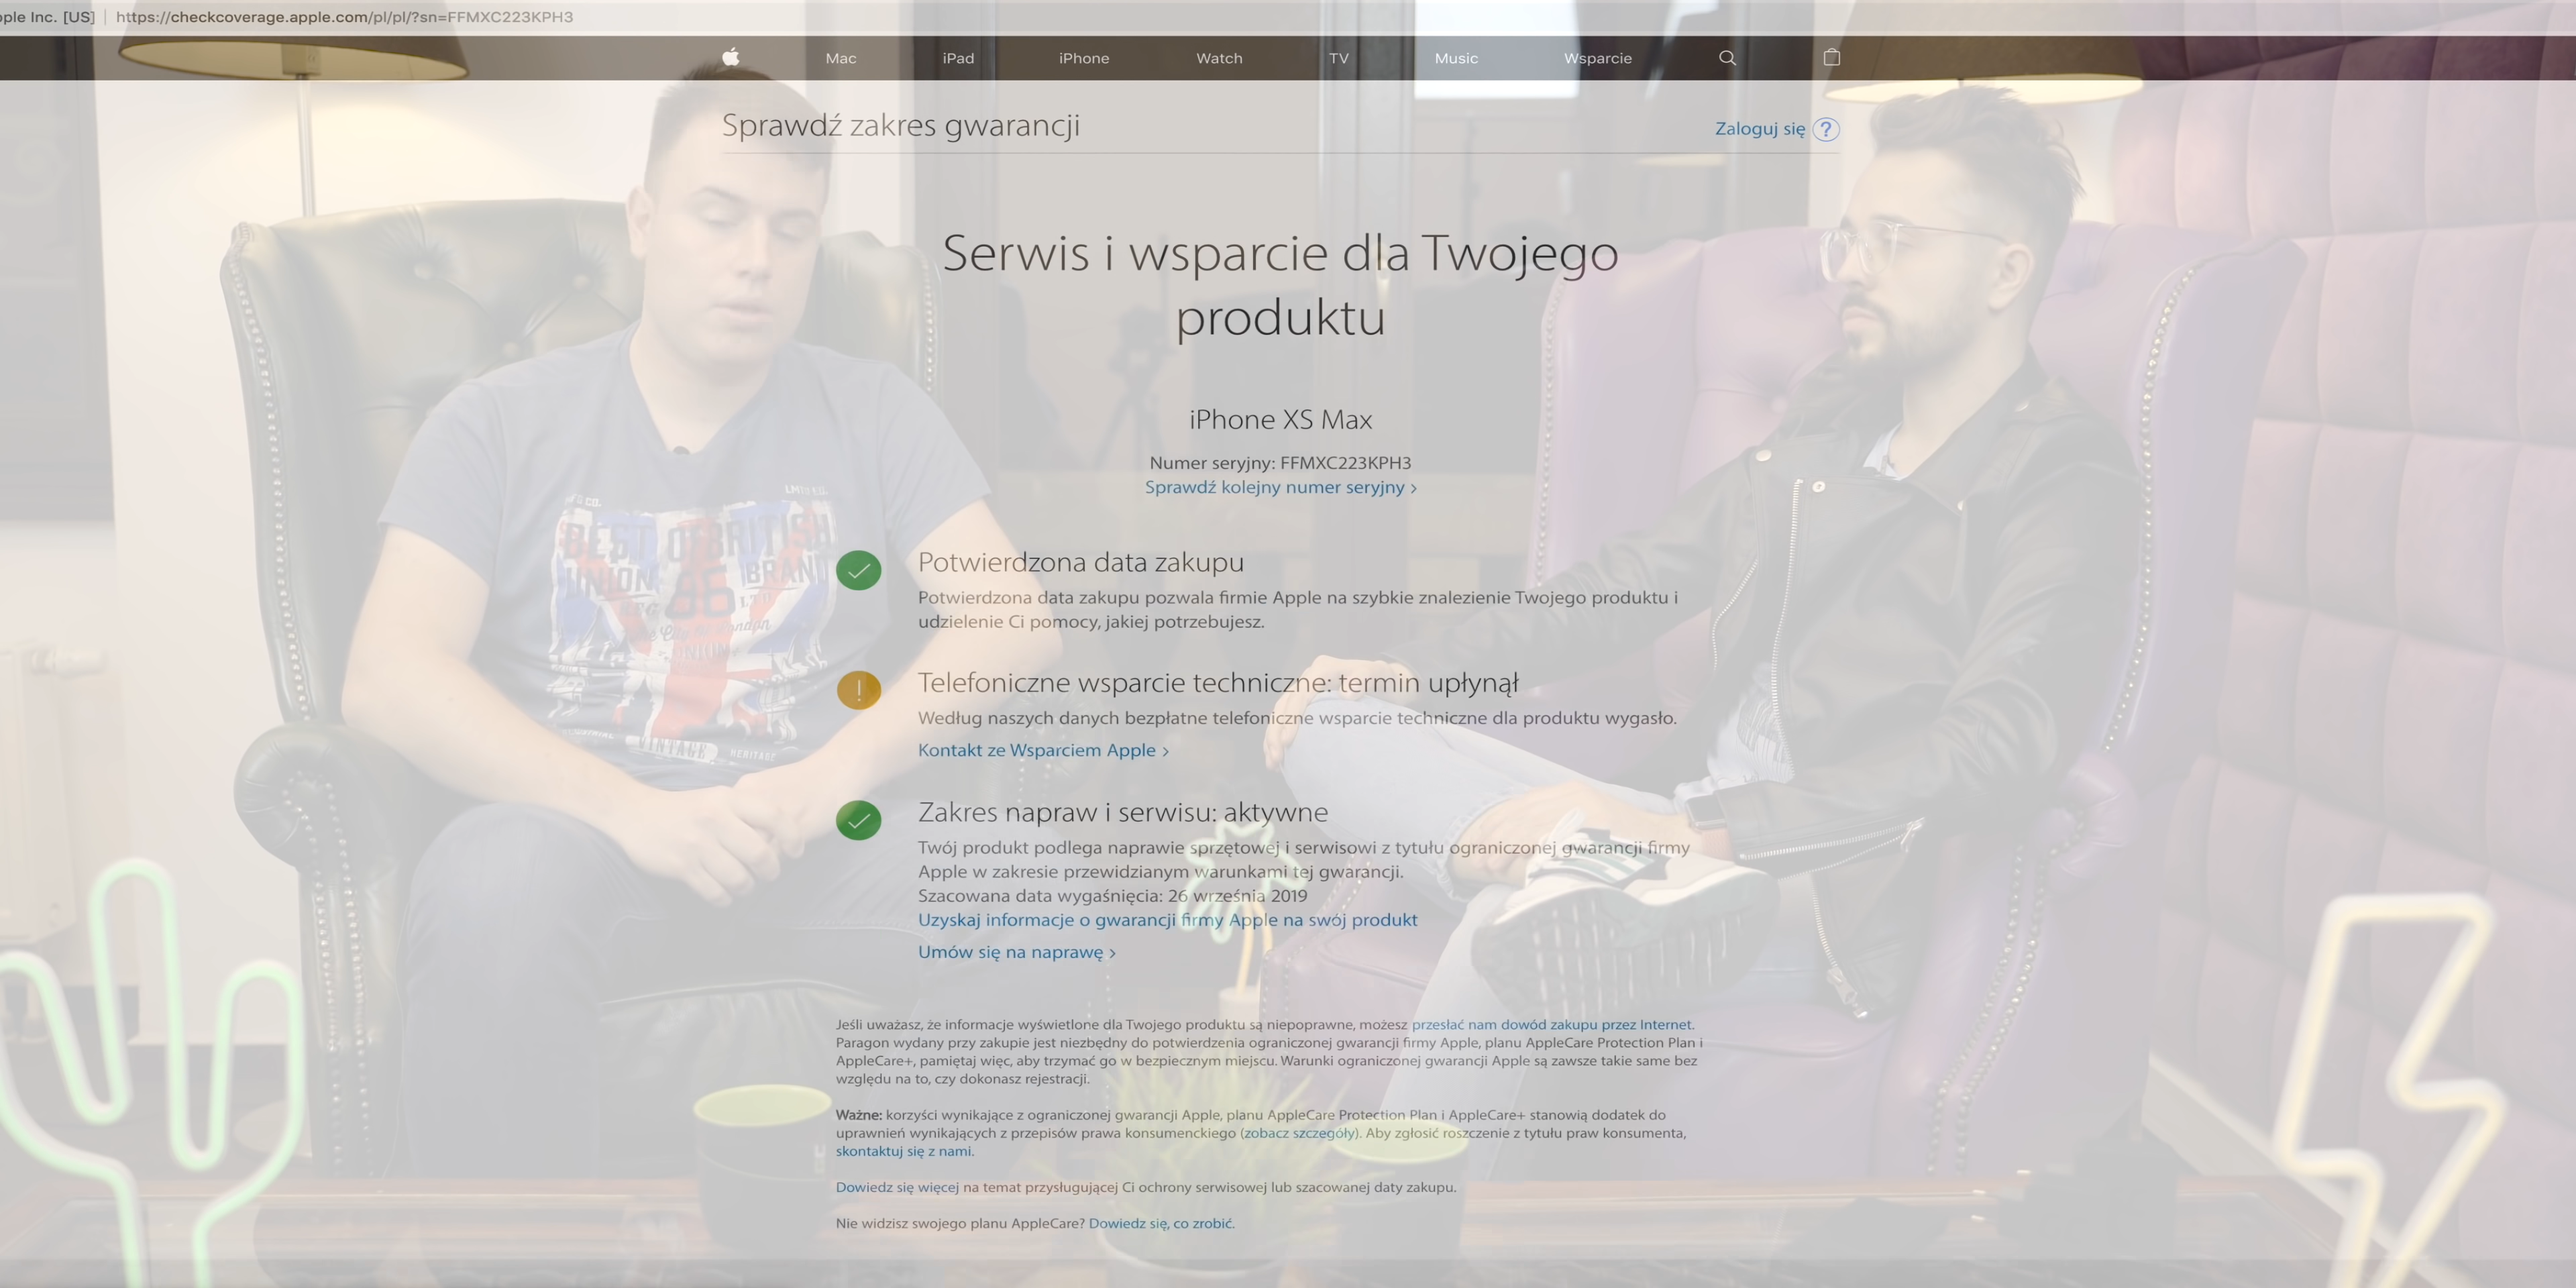 ple Inc. [US] | https://checkcoverage.apple.com/pl/pl/?sn=FFMXC223KPH3
Mac iPad iPhone Watch TV Music Wsparcie
Sprawdź zakres gwarancji
Zaloguj się ?
Serwis i wsparcie dla Twojego
produktu
iPhone XS Max
Numer seryjny: FFMXC223KPH3
Sprawdź kolejny numer seryjny >
Potwierdzona data zakupu
Potwierdzona data zakupu pozwala firmie Apple na szybkie znalezienie Twojego produktu i
udzielenie Ci pomocy, jakiej potrzebujesz.
Telefoniczne wsparcie techniczne: termin upłynął
Według naszych danych bezpłatne telefoniczne wsparcie techniczne dla produktu wygasło.
Kontakt ze Wsparciem Apple >
Zakres napraw i serwisu: aktywne
Twój produkt podlega naprawie sprzętowej i serwisowi z tytułu ograniczonej gwarancji firmy
Apple w zakresie przewidzianym warunkami tej gwarancji.
Szacowana data wygaśnięcia: 26 września 2019
Uzyskaj informacje o gwarancji firmy Apple na swój produkt
Umów się na naprawę >
Jeśli uważasz, że informacje wyświetlone dla Twojego produktu są niepoprawne, możesz przesłać nam dowód zakupu przez Internet.
Paragon wydany przy zakupie jest niezbędny do potwierdzenia ograniczonej gwarancji firmy Apple, planu AppleCare Protection Plan i
AppleCare+, pamiętaj więc, aby trzymać go w bezpiecznym miejscu. Warunki ograniczonej gwarancji Apple są zawsze takie same bez
względu na to, czy dokonasz rejestracji.
Ważne: korzyści wynikające z ograniczonej gwarancji Apple, planu AppleCare Protection Plan i AppleCare+ stanowią dodatek do
uprawnień wynikających z przepisów prawa konsumenckiego (zobacz szczegóły). Aby zgłosić roszczenie z tytułu praw konsumenta,
skontaktuj się z nami.
Dowiedz się więcej na temat przysługującej Ci ochrony serwisowej lub szacowanej daty zakupu.
Nie widzisz swojego planu AppleCare? Dowiedz się, co zrobić.
BEST OF BRITISH
UNION 86 BRAND
UNION
VINTAGE HERITAGE